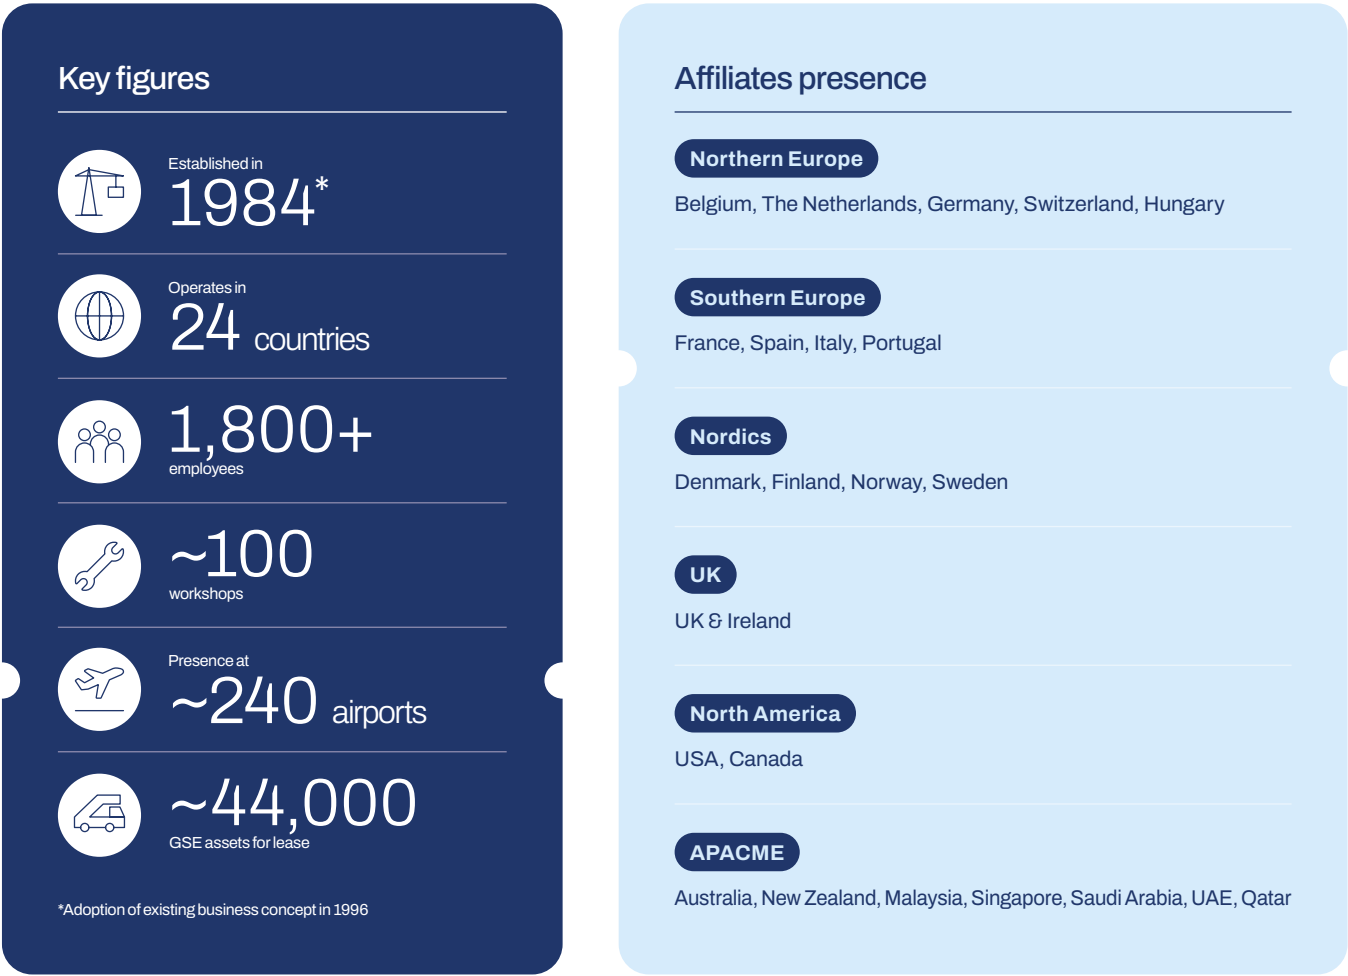 Key figures
Established in
1984*
Operates in
24 countries
1,800+
employees
~100
workshops
Presence at
~240 airports
~44,000
GSE assets for lease
*Adoption of existing business concept in 1996
Affiliates presence
Northern Europe
Belgium, The Netherlands, Germany, Switzerland, Hungary
Southern Europe
France, Spain, Italy, Portugal
Nordics
Denmark, Finland, Norway, Sweden
UK
UK & Ireland
North America
USA, Canada
APACME
Australia, New Zealand, Malaysia, Singapore, Saudi Arabia, UAE, Qatar